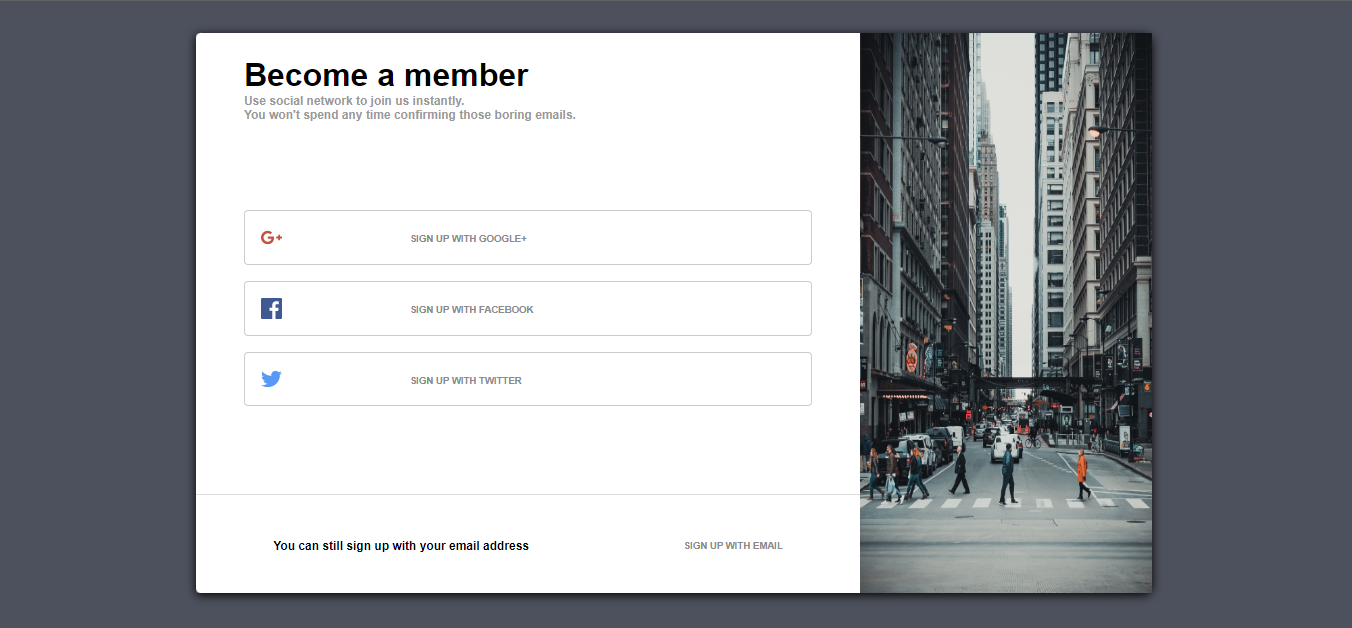 Become a member
Use social network to join us instantly.
You won't spend any time confirming those boring emails.
G+ SIGN UP WITH GOOGLE+
f SIGN UP WITH FACEBOOK
SIGN UP WITH TWITTER
You can still sign up with your email address SIGN UP WITH EMAIL